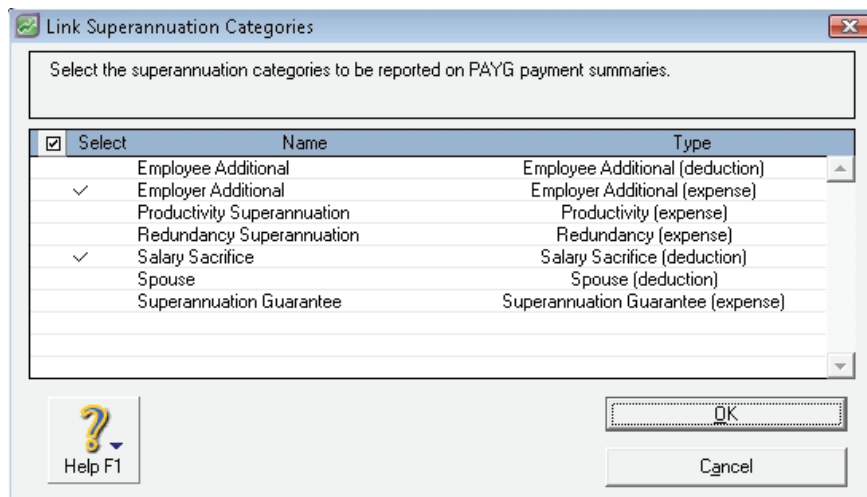 Link Superannuation Categories
Select the superannuation categories to be reported on PAYG payment summaries.
Select Name Type
Employee Additional Employee Additional (deduction)
Employer Additional Employer Additional (expense)
Productivity Superannuation Productivity (expense)
Redundancy Superannuation Redundancy (expense)
Salary Sacrifice Salary Sacrifice (deduction)
Spouse Spouse (deduction)
Superannuation Guarantee Superannuation Guarantee (expense)
OK
Help F1
Cancel